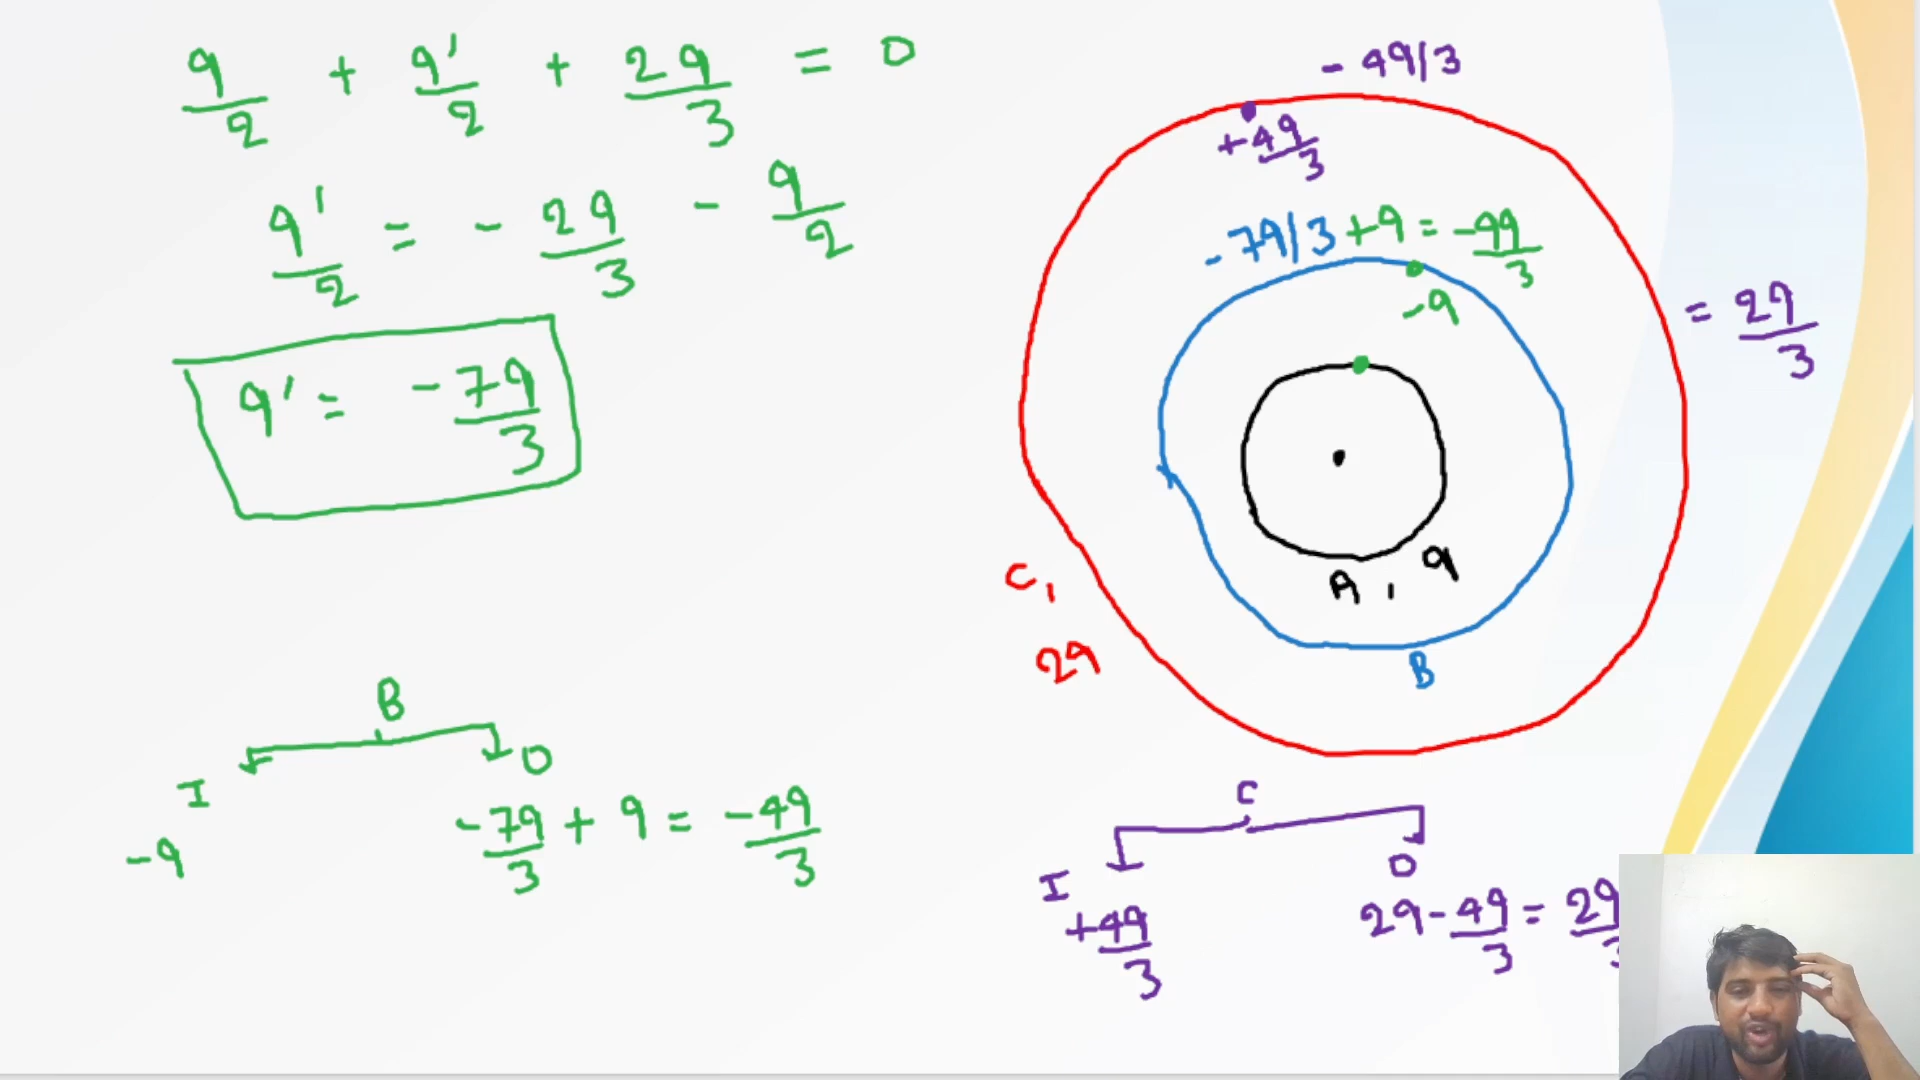 q/2 + q'/2 + 2q/3 = 0
q'/2 = - 2q/3 - q/2
q' = - 7q/3
B
I
O
-q
-7q/3 + q = -4q/3
- 4q/3
+4q/3
-7q/3 + q = -4q/3
-q
= 2q/3
A, q
C,
2q
B
C
I
O
+4q/3
2q - 4q/3 = 2q/3